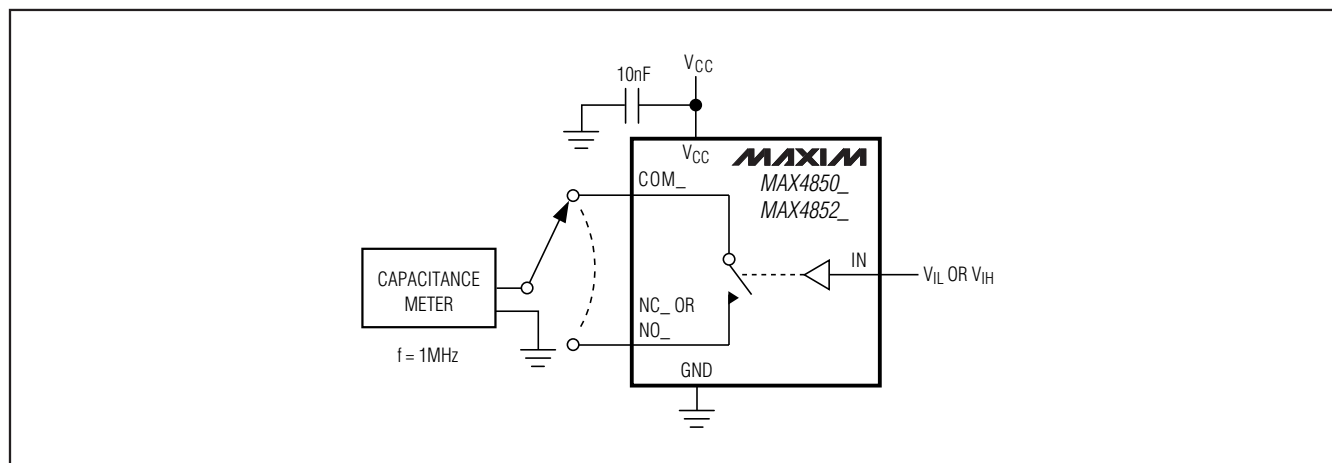 10nF
VCC
VCC
MAXIM
MAX4850_
MAX4852_
COM_
IN
VIL OR VIH
CAPACITANCE
METER
f = 1MHz
NC_ OR
NO_
GND